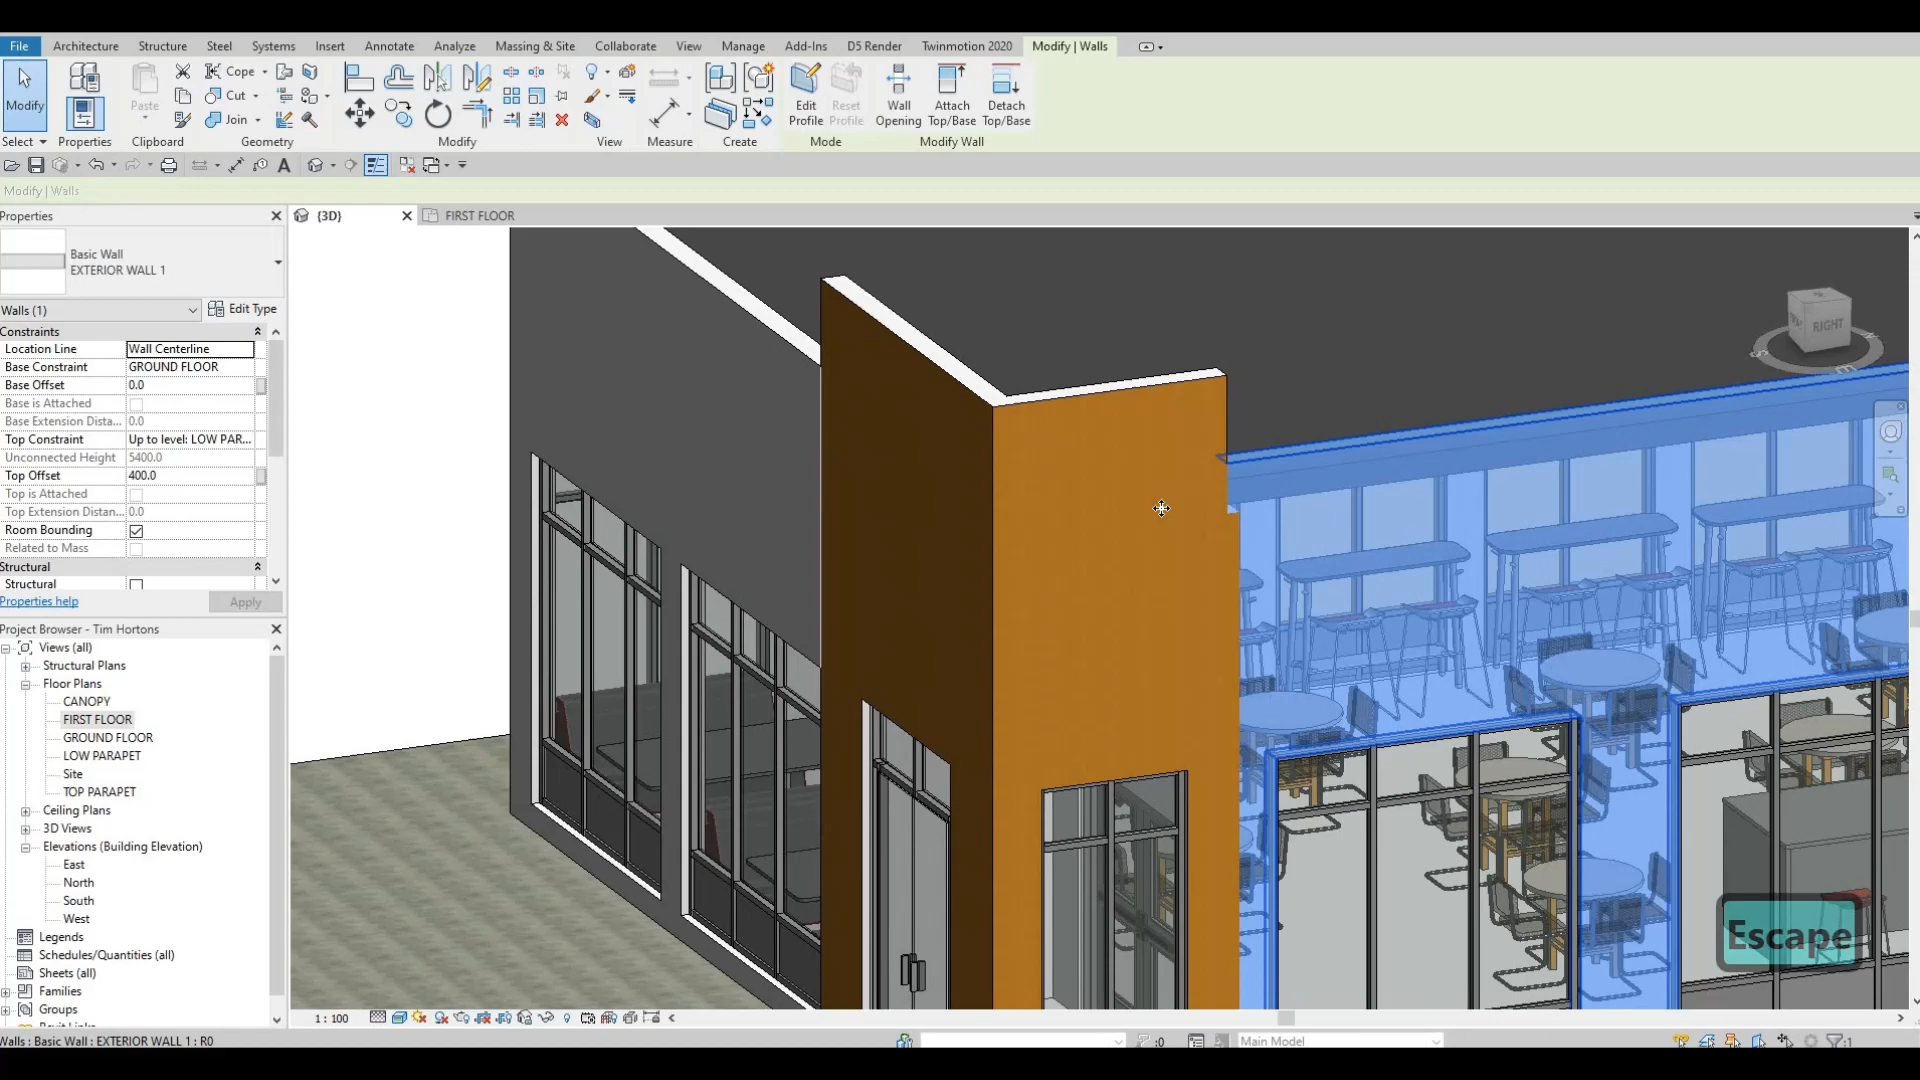 File Architecture Structure Steel Systems Insert Annotate Analyze Massing & Site Collaborate View Manage Add-Ins D5 Render Twinmotion 2020 Modify | Walls
Modify Paste Cope Cut Join Edit Profile Reset Profile Wall Opening Attach Top/Base Detach Top/Base
Select Properties Clipboard Geometry Modify View Measure Create Mode Modify Wall
Modify | Walls
Properties {3D} FIRST FLOOR
Basic Wall
EXTERIOR WALL 1
Walls (1) Edit Type
Constraints
Location Line Wall Centerline
Base Constraint GROUND FLOOR
Base Offset 0.0
Base is Attached
Base Extension Dista... 0.0
Top Constraint Up to level: LOW PAR...
Unconnected Height 5400.0
Top Offset 400.0
Top is Attached
Top Extension Distan... 0.0
Room Bounding
Related to Mass
Structural
Structural
Properties help Apply
Project Browser - Tim Hortons
Views (all)
Structural Plans
Floor Plans
CANOPY
FIRST FLOOR
GROUND FLOOR
LOW PARAPET
Site
TOP PARAPET
Ceiling Plans
3D Views
Elevations (Building Elevation)
East
North
South
West
Legends
Schedules/Quantities (all)
Sheets (all)
Families
Groups
RIGHT
Escape
1 : 100
Walls : Basic Wall : EXTERIOR WALL 1 : R0
:0 Main Model :1